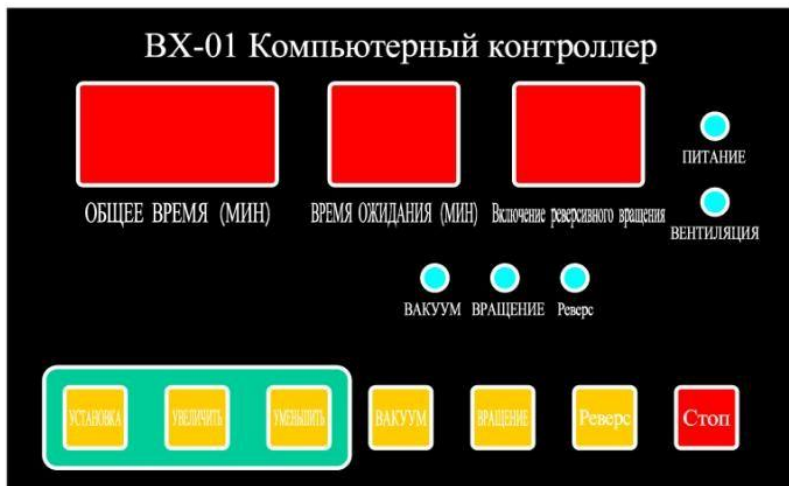 BX-01 Компьютерный контроллер
ПИТАНИЕ
ОБЩЕЕ ВРЕМЯ (МИН) ВРЕМЯ ОЖИДАНИЯ (МИН) Включение реверсивного вращения
ВЕНТИЛЯЦИЯ
ВАКУУМ ВРАЩЕНИЕ Реверс
УСТАНОВКА УВЕЛИЧИТЬ УМЕНЬШИТЬ ВАКУУМ ВРАЩЕНИЕ Реверс Стоп